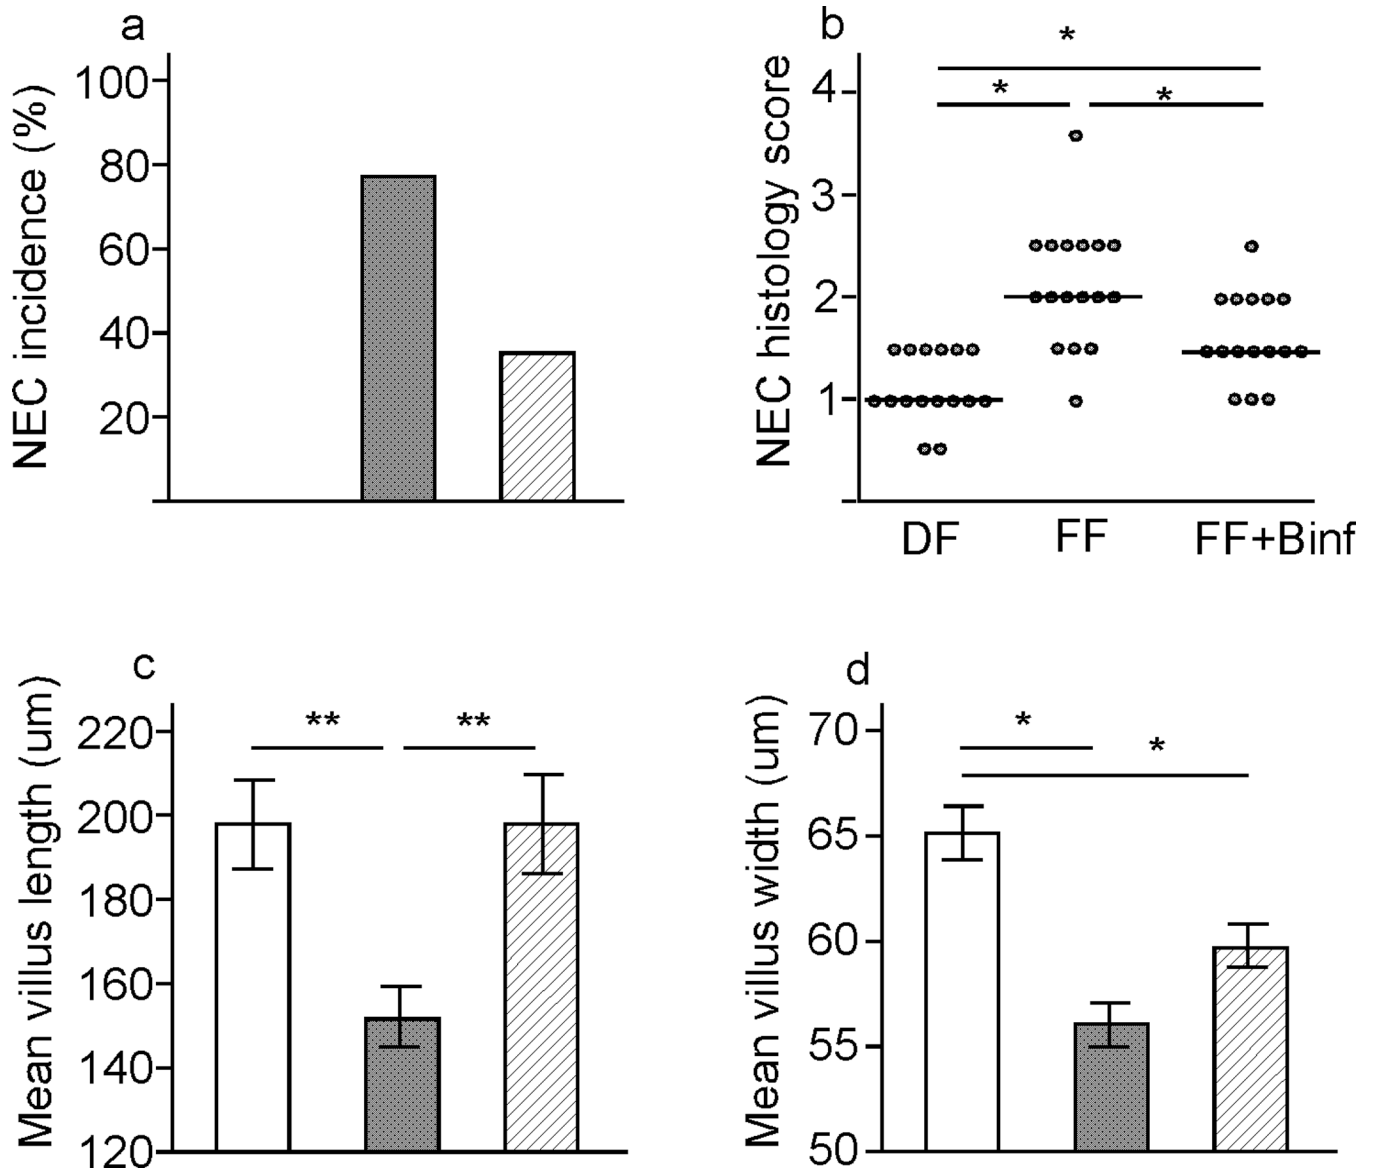 a
NEC incidence (%)
100
80
60
40
20
b
NEC histology score
4
3
2
1
*
*
*
DF
FF
FF+Binf
c
Mean villus length (um)
220
200
180
160
140
120
**
**
d
Mean villus width (um)
70
65
60
55
50
*
*